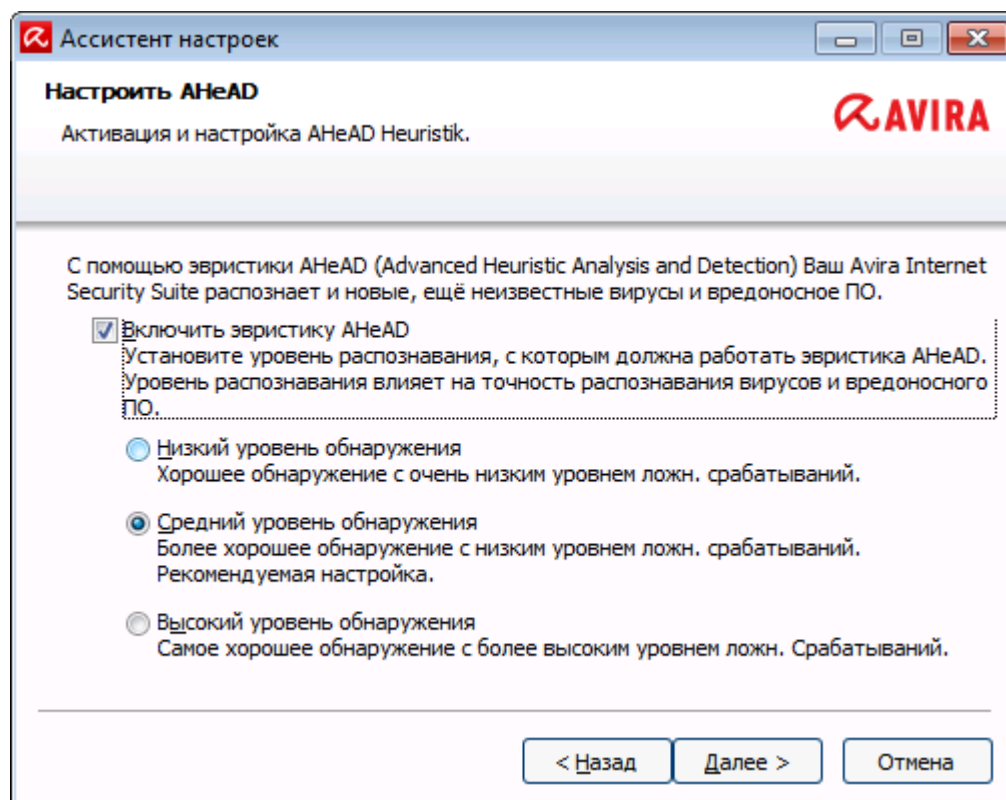 Ассистент настроек
Настроить AHeAD
AVIRA
Активация и настройка AHeAD Heuristik.
С помощью эвристики AHeAD (Advanced Heuristic Analysis and Detection) Ваш Avira Internet
Security Suite распознает и новые, ещё неизвестные вирусы и вредоносное ПО.
Включить эвристику AHeAD
Установите уровень распознавания, с которым должна работать эвристика AHeAD.
Уровень распознавания влияет на точность распознавания вирусов и вредоносного
ПО.
Низкий уровень обнаружения
Хорошее обнаружение с очень низким уровнем ложн. срабатываний.
Средний уровень обнаружения
Более хорошее обнаружение с низким уровнем ложн. срабатываний.
Рекомендуемая настройка.
Высокий уровень обнаружения
Самое хорошее обнаружение с более высоким уровнем ложн. Срабатываний.
< Назад Далее > Отмена